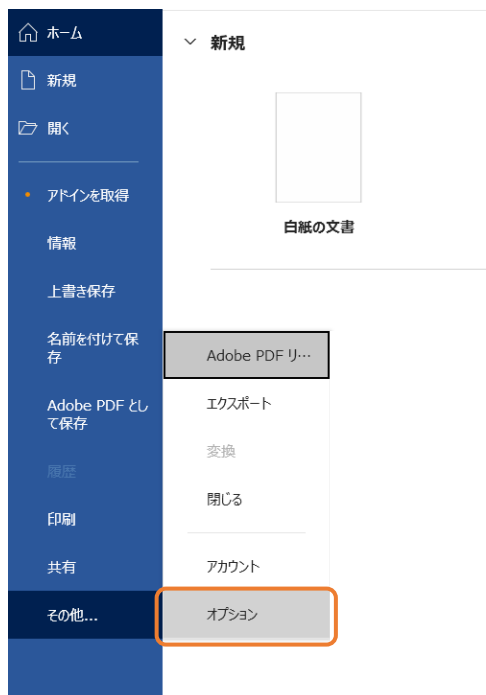 ホーム
新規
開く
アドインを取得
情報
上書き保存
名前を付けて保
存
Adobe PDF とし
て保存
履歴
印刷
共有
その他...
新規
白紙の文書
Adobe PDF リ…
エクスポート
変換
閉じる
アカウント
オプション